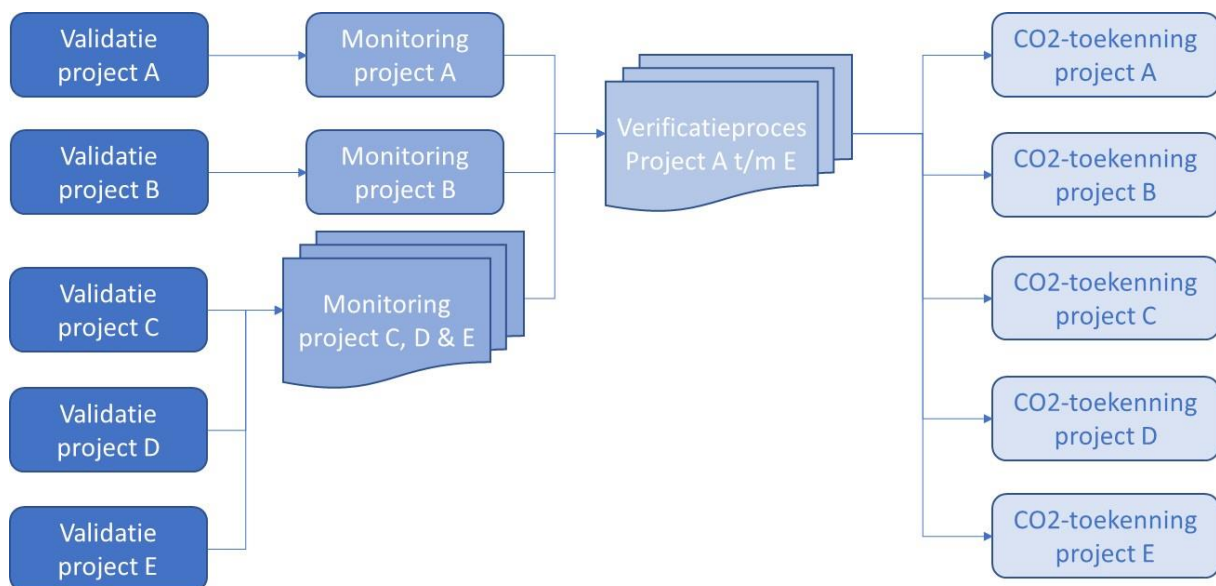 Validatie
project A
Monitoring
project A
Validatie
project B
Monitoring
project B
Validatie
project C
Monitoring
project C, D & E
Validatie
project D
Validatie
project E
Verificatieproces
Project A t/m E
CO2-toekenning
project A
CO2-toekenning
project B
CO2-toekenning
project C
CO2-toekenning
project D
CO2-toekenning
project E